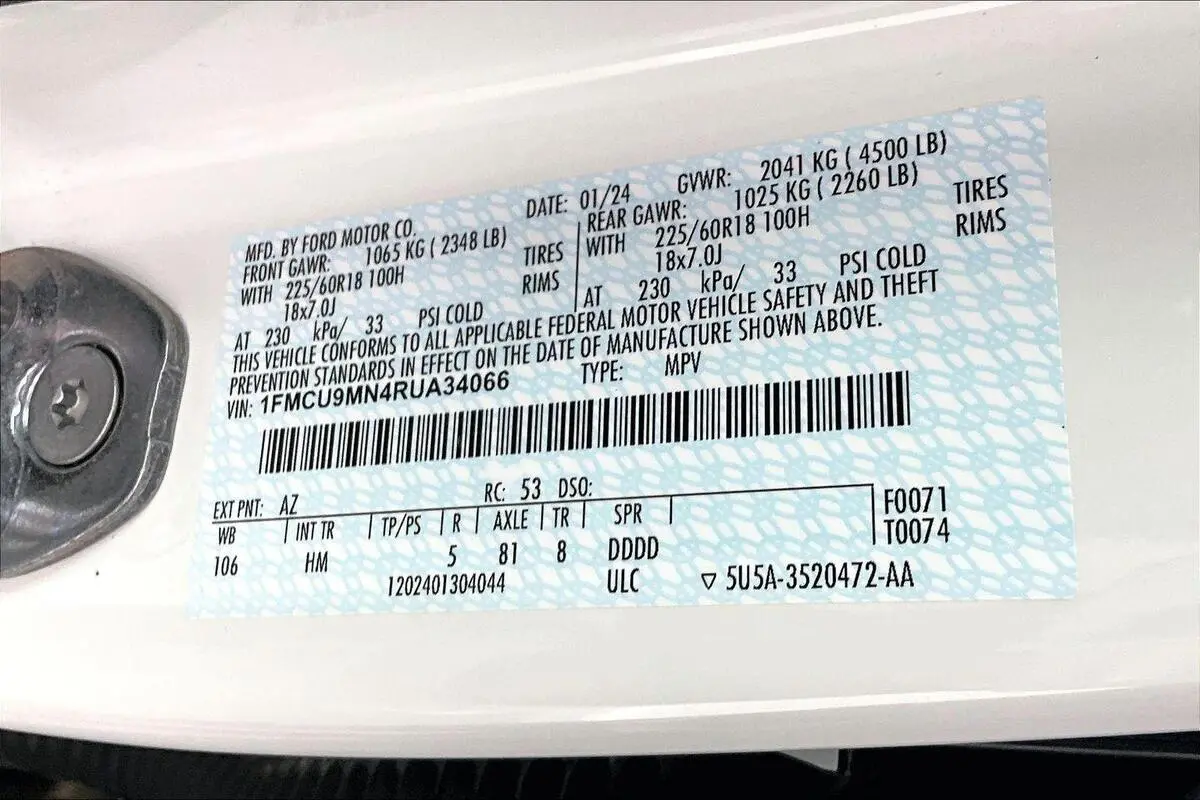 MFD. BY FORD MOTOR CO. DATE: 01/24 GVWR: 2041 KG ( 4500 LB)
FRONT GAWR: 1065 KG ( 2348 LB) REAR GAWR: 1025 KG ( 2260 LB)
WITH 225/60R18 100H TIRES WITH 225/60R18 100H TIRES
18x7.0J RIMS 18x7.0J RIMS
AT 230 kPa/ 33 PSI COLD AT 230 kPa/ 33 PSI COLD
THIS VEHICLE CONFORMS TO ALL APPLICABLE FEDERAL MOTOR VEHICLE SAFETY AND THEFT
PREVENTION STANDARDS IN EFFECT ON THE DATE OF MANUFACTURE SHOWN ABOVE.
VIN: 1FMCU9MN4RUA34066 TYPE: MPV
EXT PNT: AZ RC: 53 DSO: F0071
WB INT TR TP/PS R AXLE TR SPR T0074
106 HM 5 81 8 DDDD
1202401304044 ULC ▽ 5U5A-3520472-AA